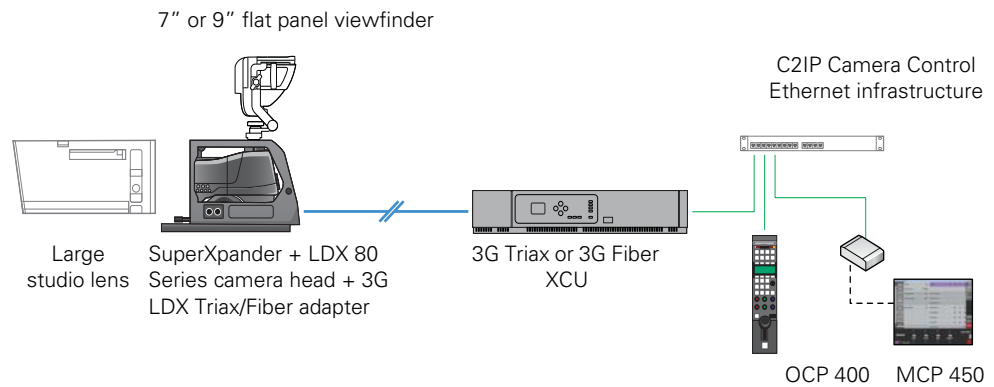 7” or 9” flat panel viewfinder
C2IP Camera Control
Ethernet infrastructure
Large
studio lens
SuperXpander + LDX 80
Series camera head + 3G
LDX Triax/Fiber adapter
3G Triax or 3G Fiber
XCU
OCP 400
MCP 450